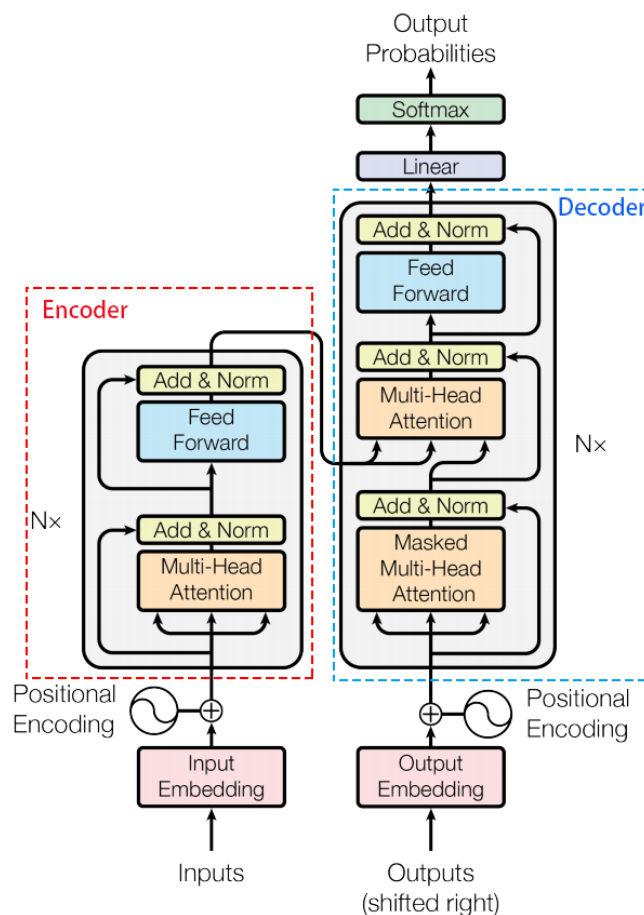 Output
Probabilities
Softmax
Linear
Decoder
Add & Norm
Feed
Forward
Add & Norm
Multi-Head
Attention
Nx
Add & Norm
Masked
Multi-Head
Attention
Encoder
Add & Norm
Feed
Forward
Nx
Add & Norm
Multi-Head
Attention
Positional
Encoding
Positional
Encoding
Input
Embedding
Output
Embedding
Inputs
Outputs
(shifted right)